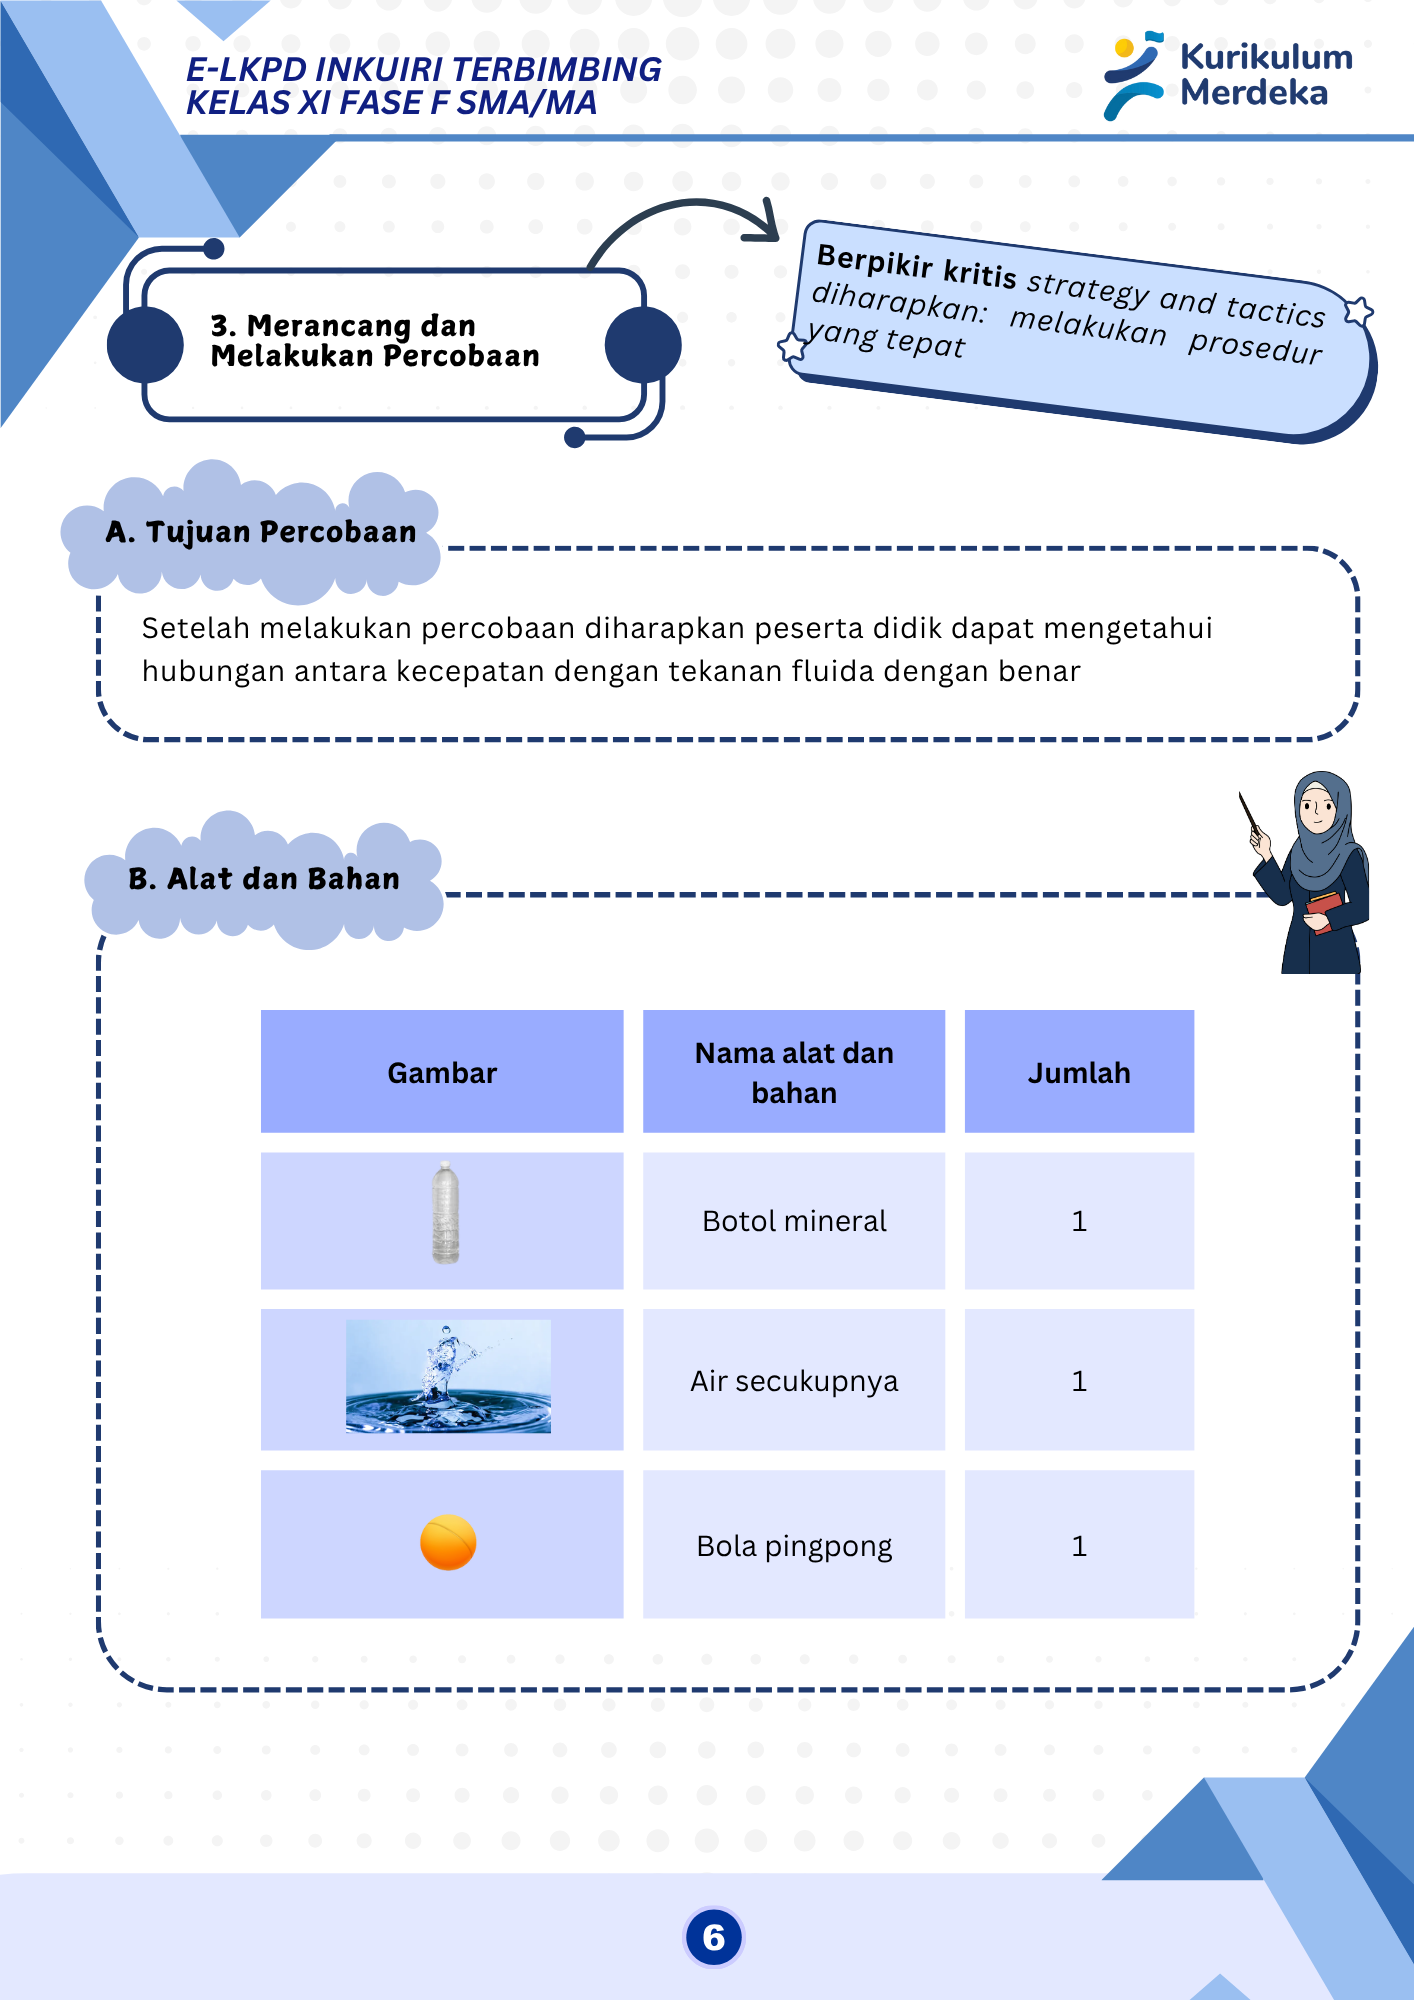 E-LKPD INKUIRI TERBIMBING
KELAS XI FASE F SMA/MA
Kurikulum
Merdeka
3. Merancang dan
Melakukan Percobaan
Berpikir kritis strategy and tactics
diharapkan: melakukan prosedur
yang tepat
A. Tujuan Percobaan
Setelah melakukan percobaan diharapkan peserta didik dapat mengetahui
hubungan antara kecepatan dengan tekanan fluida dengan benar
B. Alat dan Bahan
Gambar
Nama alat dan
bahan
Jumlah
Botol mineral
1
Air secukupnya
1
Bola pingpong
1
6